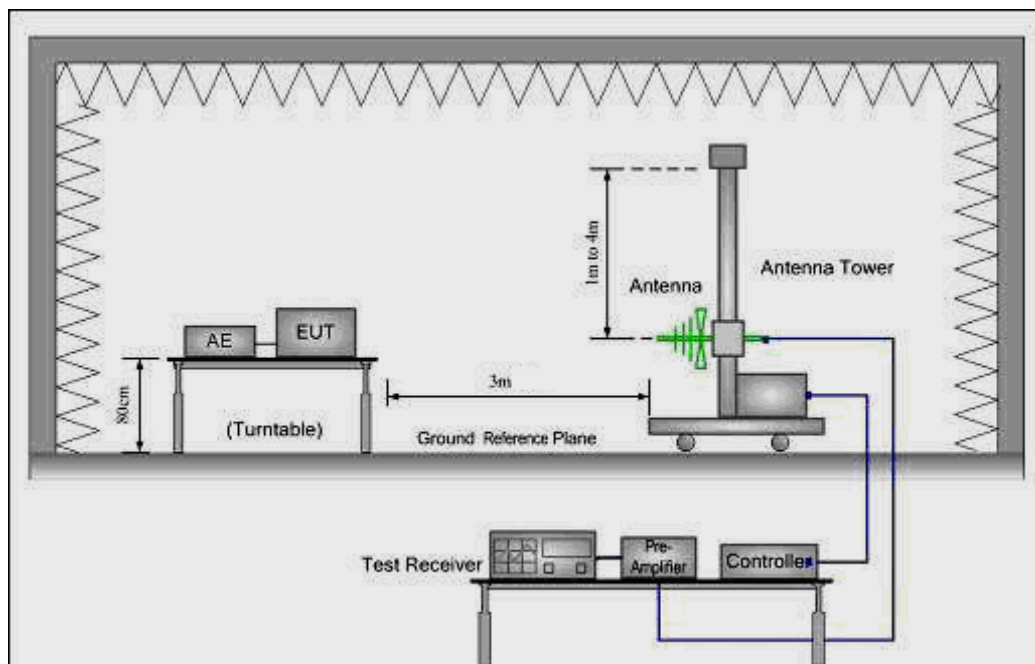 1m to 4m
Antenna
Antenna Tower
AE
EUT
3m
80cm
(Turntable)
Ground Reference Plane
Test Receiver
Pre-
Amplifier
Controller